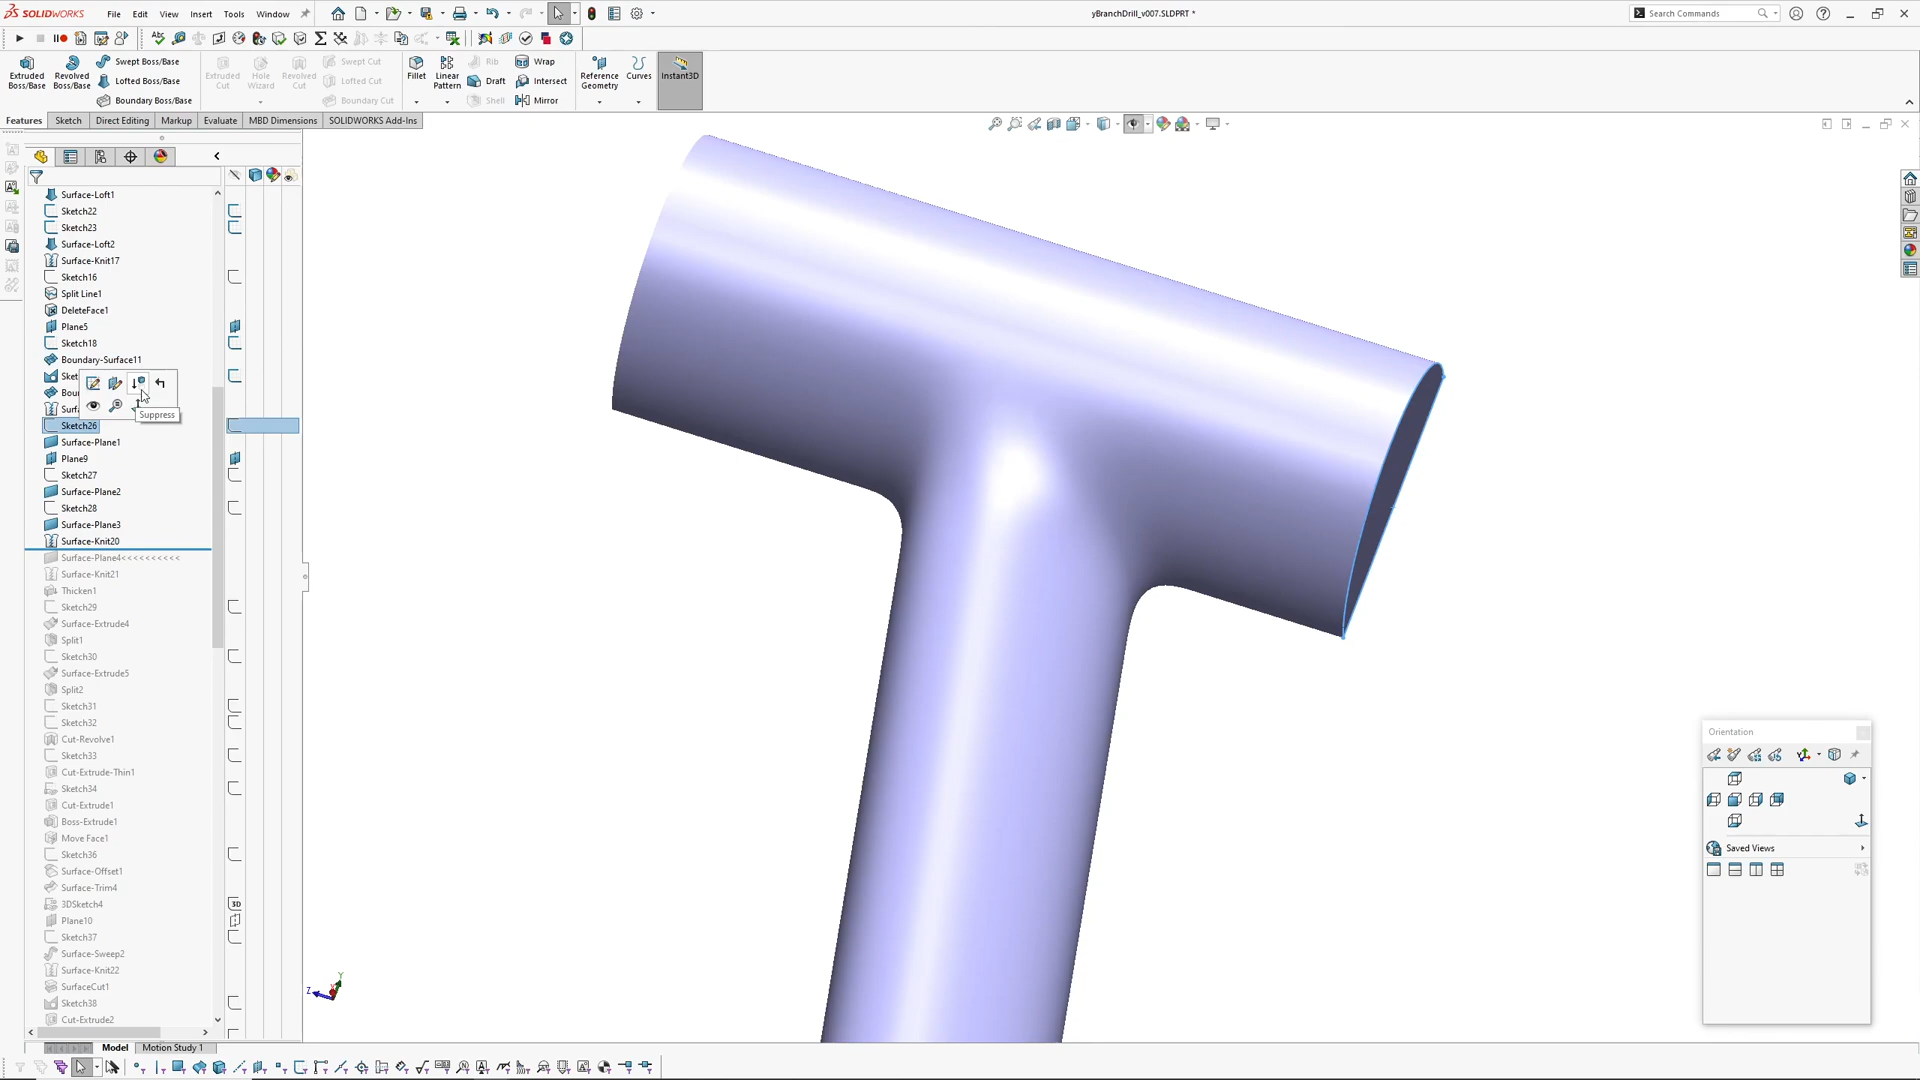 SOLIDWORKS
File Edit View Insert Tools Window
yBranchDrill_v007.SLDPRT *
Search Commands
Extruded Boss/Base
Revolved Boss/Base
Swept Boss/Base
Lofted Boss/Base
Boundary Boss/Base
Extruded Cut
Hole Wizard
Revolved Cut
Swept Cut
Lofted Cut
Boundary Cut
Fillet
Linear Pattern
Rib
Draft
Shell
Wrap
Intersect
Mirror
Reference Geometry
Curves
Instant3D
Features Sketch Direct Editing Markup Evaluate MBD Dimensions SOLIDWORKS Add-Ins
Surface-Loft1
Sketch22
Sketch23
Surface-Loft2
Surface-Knit17
Sketch16
Split Line1
DeleteFace1
Plane5
Sketch18
Boundary-Surface11
Sket
Boun
Surfa
Suppress
Sketch26
Surface-Plane1
Plane9
Sketch27
Surface-Plane2
Sketch28
Surface-Plane3
Surface-Knit20
Surface-Plane4<<<<<<<<<<
Surface-Knit21
Thicken1
Sketch29
Surface-Extrude4
Split1
Sketch30
Surface-Extrude5
Split2
Sketch31
Sketch32
Cut-Revolve1
Sketch33
Cut-Extrude-Thin1
Sketch34
Cut-Extrude1
Boss-Extrude1
Move Face1
Sketch36
Surface-Offset1
Surface-Trim4
3DSketch4
3D
Plane10
Sketch37
Surface-Sweep2
Surface-Knit22
SurfaceCut1
Sketch38
Cut-Extrude2
Y
Z
Orientation
Saved Views
Model Motion Study 1